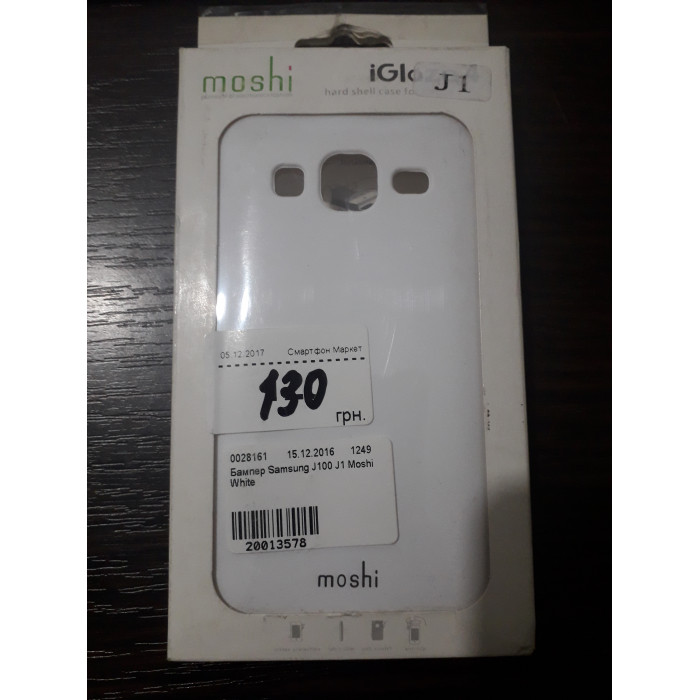 moshi
iGlo
J1
hard shell case fo
05.12.2017 Смартфон Маркет
130
грн.
0028161 15.12.2016 1249
Бампер Samsung J100 J1 Moshi
White
20013578
moshi